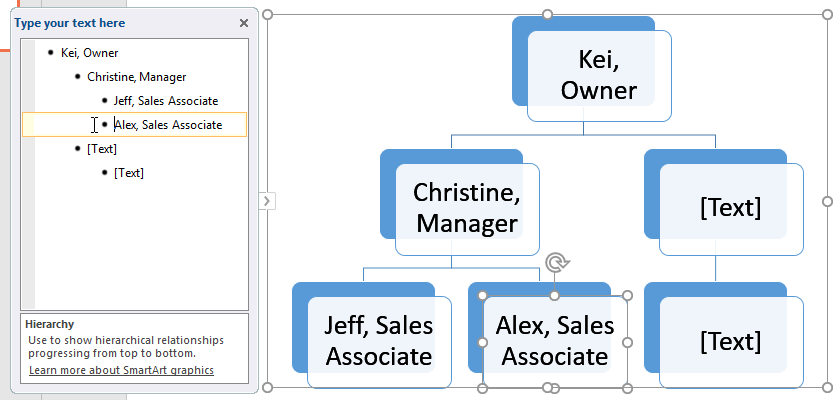 Type your text here
Kei, Owner
Christine, Manager
Jeff, Sales Associate
Alex, Sales Associate
[Text]
[Text]
Hierarchy
Use to show hierarchical relationships
progressing from top to bottom.
Learn more about SmartArt graphics
Kei,
Owner
Christine,
Manager
[Text]
Jeff, Sales
Associate
Alex, Sales
Associate
[Text]